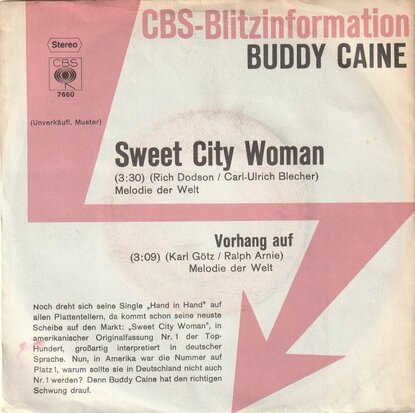 CBS-Blitzinformation
BUDDY CAINE
Stereo
CBS
7660
(Unverkäufl. Muster)
Sweet City Woman
(3:30) (Rich Dodson / Carl-Ulrich Blecher)
Melodie der Welt
Vorhang auf
(3:09) (Karl Götz / Ralph Arnie)
Melodie der Welt
Noch dreht sich seine Single „Hand in Hand" auf
allen Plattentellern, da kommt schon seine neuste
Scheibe auf den Markt: „Sweet City Woman", in
amerikanischer Originalfassung Nr. 1 der Top-
Hundert, großartig interpretiert in deutscher
Sprache. Nun, in Amerika war die Nummer auf
Platz 1, warum sollte sie in Deutschland nicht auch
Nr. 1 werden? Denn Buddy Caine hat den richtigen
Schwung drauf.